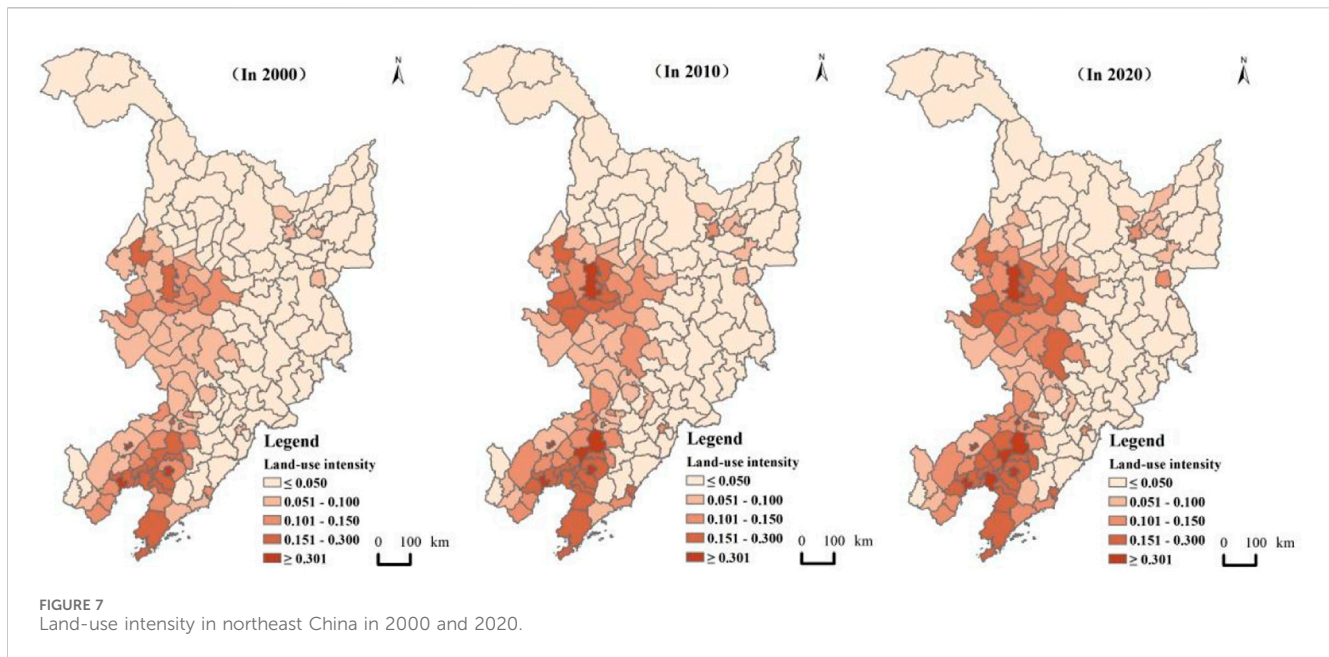 (In 2000)
N
Legend
Land-use intensity
≤ 0.050
0.051 - 0.100
0.101 - 0.150
0.151 - 0.300
≥ 0.301
0 100 km
(In 2010)
N
Legend
Land-use intensity
≤ 0.050
0.051 - 0.100
0.101 - 0.150
0.151 - 0.300
≥ 0.301
0 100 km
(In 2020)
N
Legend
Land-use intensity
≤ 0.050
0.051 - 0.100
0.101 - 0.150
0.151 - 0.300
≥ 0.301
0 100 km
FIGURE 7
Land-use intensity in northeast China in 2000 and 2020.